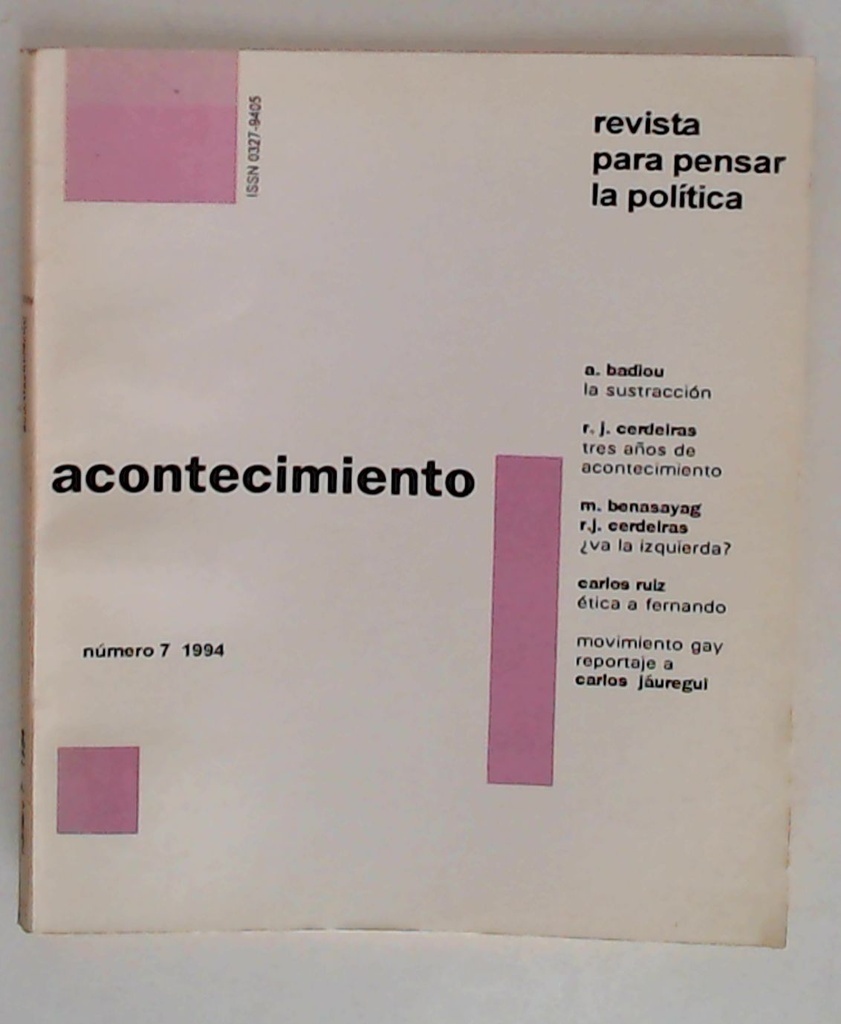 ISSN 0327-9405
revista
para pensar
la política
a. badiou
la sustracción
r. j. cerdeiras
tres años de
acontecimiento
m. benasayag
r.j. cerdeiras
¿va la izquierda?
carlos ruiz
ética a fernando
movimiento gay
reportaje a
carlos jáuregui
acontecimiento
número 7 1994